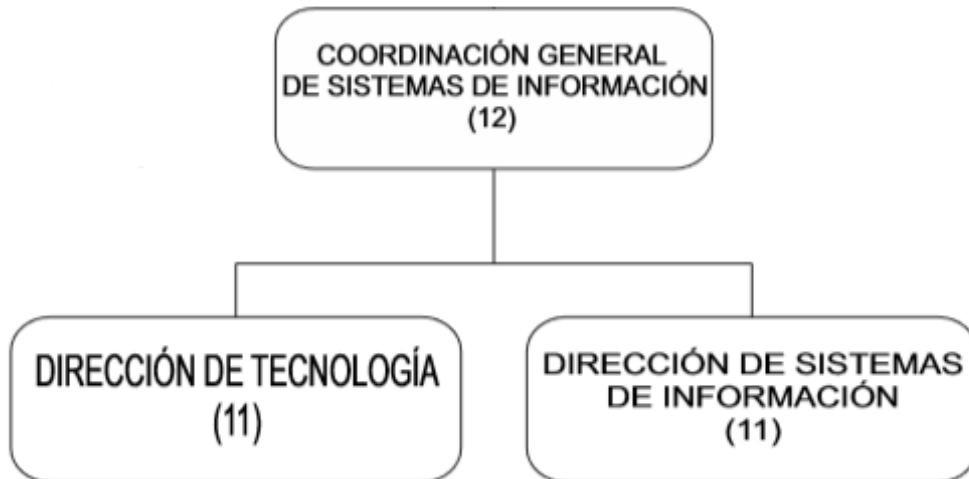 COORDINACIÓN GENERAL
DE SISTEMAS DE INFORMACIÓN
(12)
DIRECCIÓN DE TECNOLOGÍA
(11)
DIRECCIÓN DE SISTEMAS
DE INFORMACIÓN
(11)